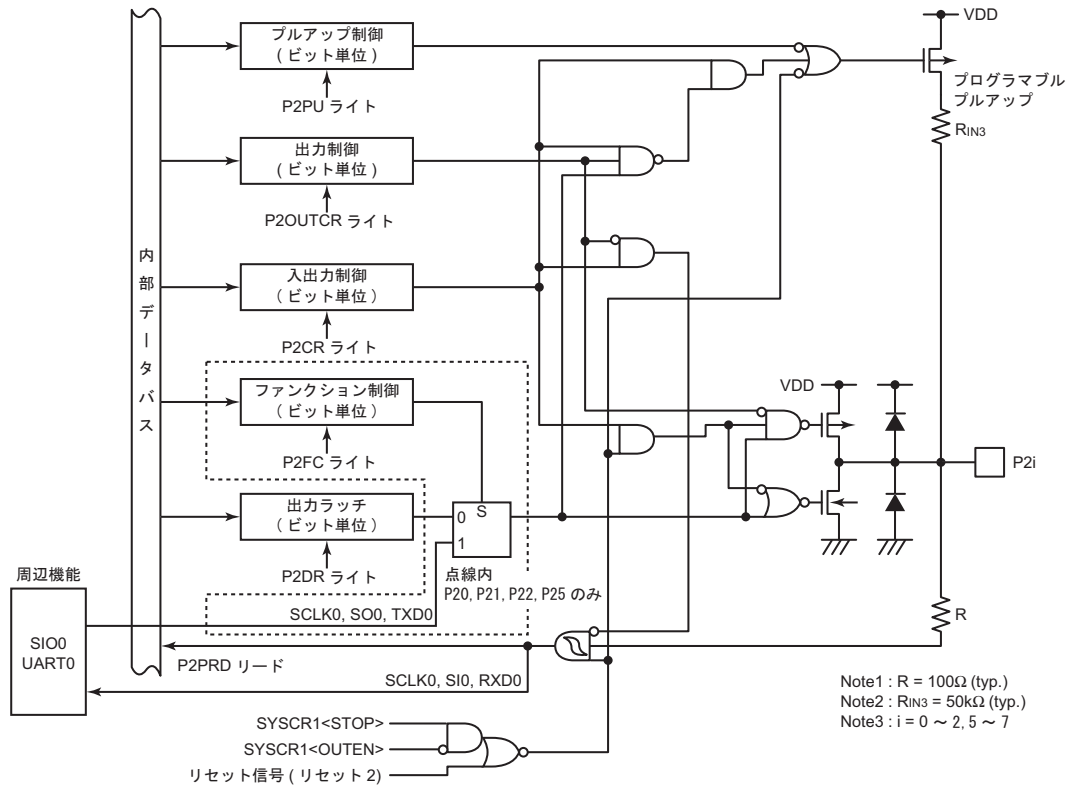 VDD
プルアップ制御
( ビット単位 )
P2PU ライト
プログラマブル
プルアップ
RIN3
出力制御
( ビット単位 )
P2OUTCR ライト
内部データバス
入出力制御
( ビット単位 )
P2CR ライト
ファンクション制御
( ビット単位 )
P2FC ライト
VDD
P2i
出力ラッチ
( ビット単位 )
P2DR ライト
S
0
1
点線内
P20, P21, P22, P25 のみ
周辺機能
SIO0
UART0
SCLK0, SO0, TXD0
R
P2PRD リード
SCLK0, SI0, RXD0
Note1 : R = 100Ω (typ.)
Note2 : RIN3 = 50kΩ (typ.)
Note3 : i = 0 ～ 2, 5 ～ 7
SYSCR1<STOP>
SYSCR1<OUTEN>
リセット信号 ( リセット 2)